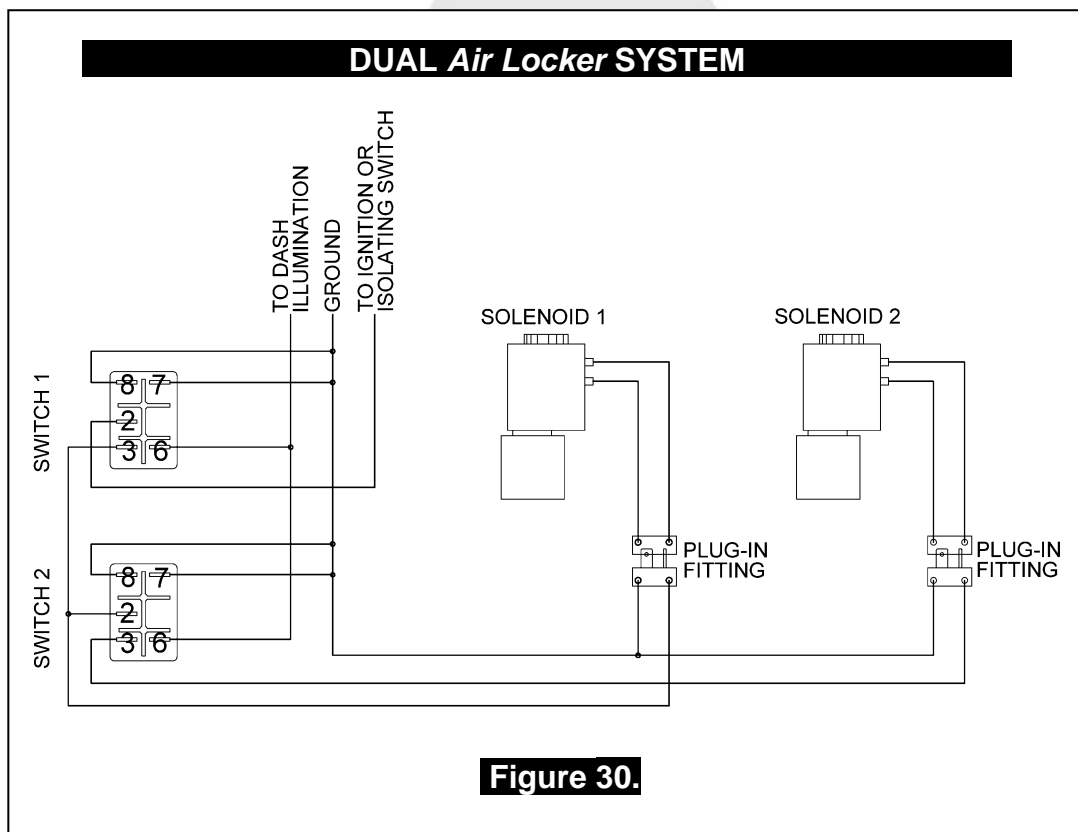 DUAL Air Locker SYSTEM
TO DASH
ILLUMINATION
GROUND
TO IGNITION OR
ISOLATING SWITCH
SOLENOID 1
SOLENOID 2
SWITCH 1
8 7
2
3 6
SWITCH 2
8 7
2
3 6
PLUG-IN
FITTING
PLUG-IN
FITTING
Figure 30.